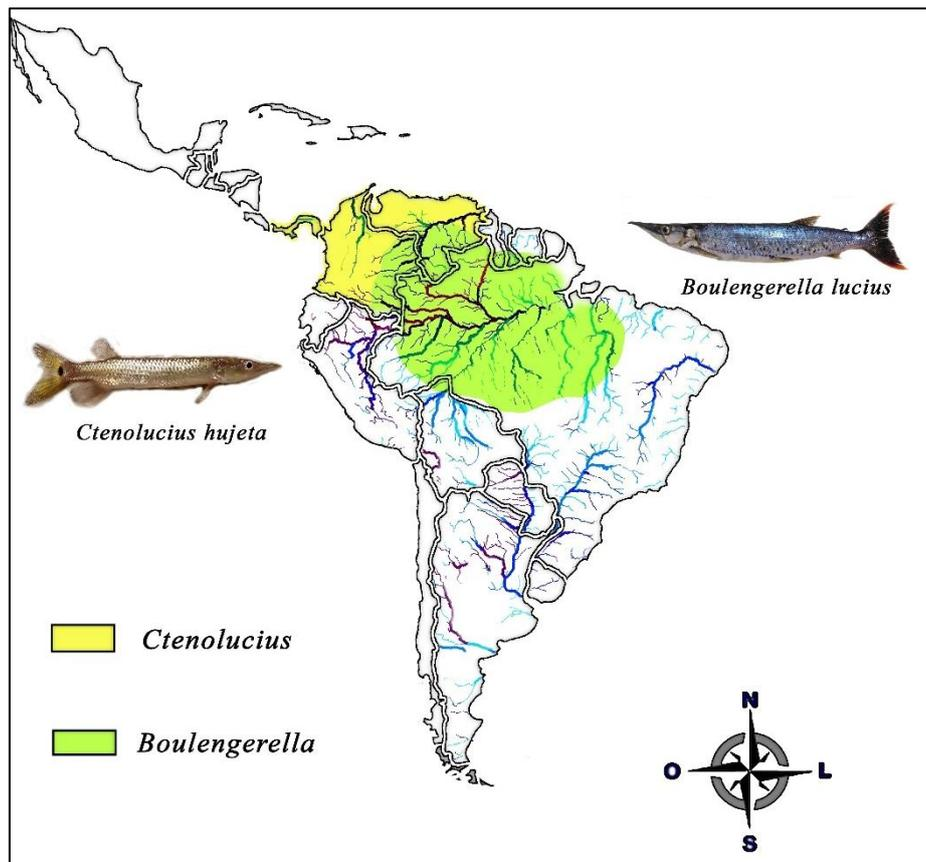 Boulengerella lucius
Ctenolucius hujeta
Ctenolucius
Boulengerella
N
O
L
S